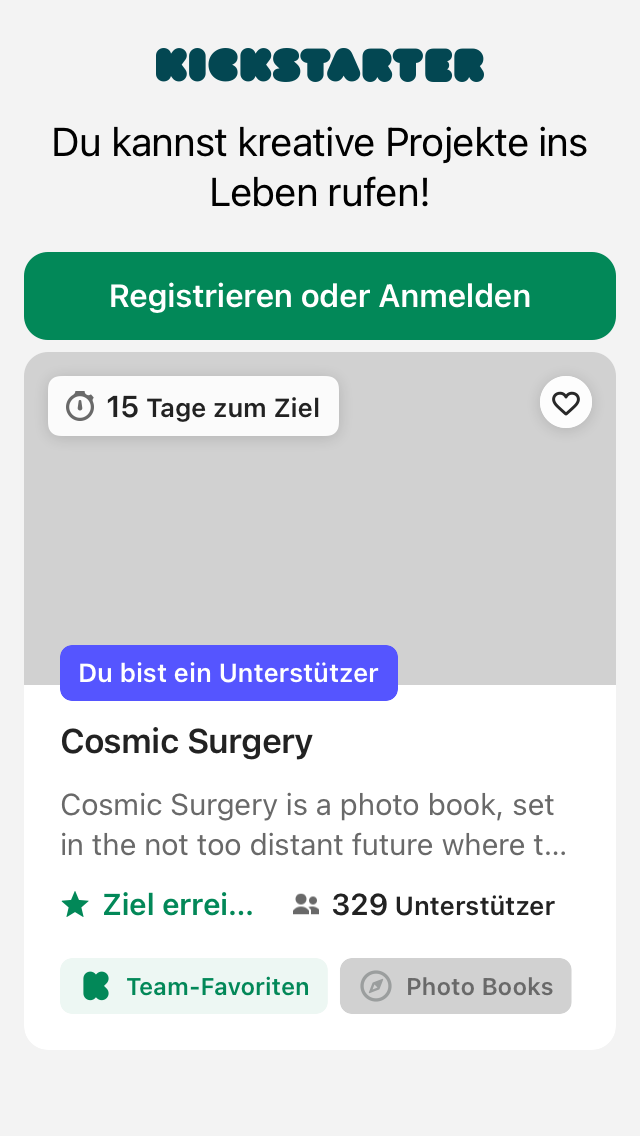 KICKSTARTER
Du kannst kreative Projekte ins
Leben rufen!
Registrieren oder Anmelden
15 Tage zum Ziel
Du bist ein Unterstützer
Cosmic Surgery
Cosmic Surgery is a photo book, set
in the not too distant future where t...
Ziel errei... 329 Unterstützer
Team-Favoriten Photo Books